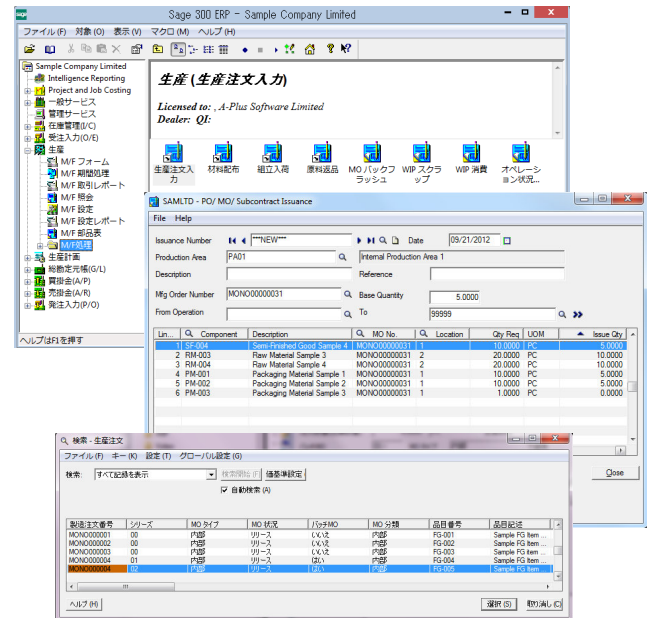 Sage 300 ERP - Sample Company Limited
ファイル(F) 対象(O) 表示(V) マクロ(M) ヘルプ(H)
Sample Company Limited
Intelligence Reporting
Project and Job Costing
一般サービス
管理サービス
在庫管理(I/C)
受注入力(O/E)
生産
M/F フォーム
M/F 期間処理
M/F 取引レポート
M/F 照会
M/F 設定
M/F 設定レポート
M/F 部品表
M/F処理
生産計画
総勘定元帳(G/L)
買掛金(A/P)
売掛金(A/R)
発注入力(P/O)
ヘルプはF1を押す
生産 (生産注文入力)
Licensed to: , A-Plus Software Limited
Dealer: QI:
生産注文入力
材料配布
組立入荷
原料返品
MO バックフラッシュ
WIP スクラップ
WIP 消費
オペレーション状況...
SAMLTD - PO/ MO/ Subcontract Issuance
File Help
Issuance Number ***NEW*** Date 09/21/2012
Production Area PA01 Internal Production Area 1
Description Reference
Mfg Order Number MONO00000031 Base Quantity 5.0000
From Operation To 99999
Lin... Component Description MO No. Location Qty Req UOM Issue Qty
1 SF-004 Semi-Finished Good Sample 4 MONO00000031 1 10.0000 PC 5.0000
2 RM-003 Raw Material Sample 3 MONO00000031 2 20.0000 PC 10.0000
3 RM-004 Raw Material Sample 4 MONO00000031 2 20.0000 PC 10.0000
4 PM-001 Packaging Material Sample 1 MONO00000031 1 10.0000 PC 5.0000
5 PM-002 Packaging Material Sample 2 MONO00000031 1 10.0000 PC 5.0000
6 PM-003 Packaging Material Sample 3 MONO00000031 1 1.0000 PC 0.0000
Close
検索 - 生産注文
ファイル(F) キー(K) 設定(T) グローバル設定(G)
検索: すべて記録を表示 検索開始(F) 価基準設定
自動検索(A)
製造注文番号 シリーズ MO タイプ MO 状況 バッチMO MO 分類 品目番号 品目記述
MONO000001 00 内部 リリース いいえ 内部 FG-001 Sample FG Item ...
MONO000002 00 内部 リリース いいえ 内部 FG-002 Sample FG Item ...
MONO000003 00 内部 リリース いいえ 内部 FG-003 Sample FG Item ...
MONO000004 01 内部 リリース はい 内部 FG-004 Sample FG Item ...
MONO000004 02 内部 リリース はい 内部 FG-005 Sample FG Item ...
ヘルプ(H) 選択(S) 取り消し(C)